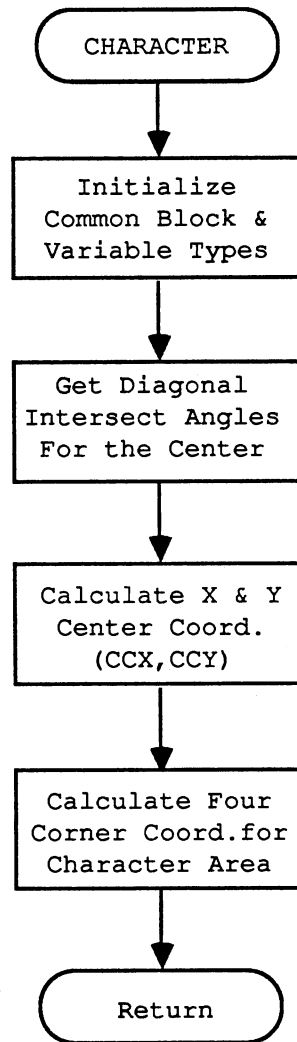 CHARACTER
Initialize
Common Block &
Variable Types
Get Diagonal
Intersect Angles
For the Center
Calculate X & Y
Center Coord.
(CCX,CCY)
Calculate Four
Corner Coord.for
Character Area
Return